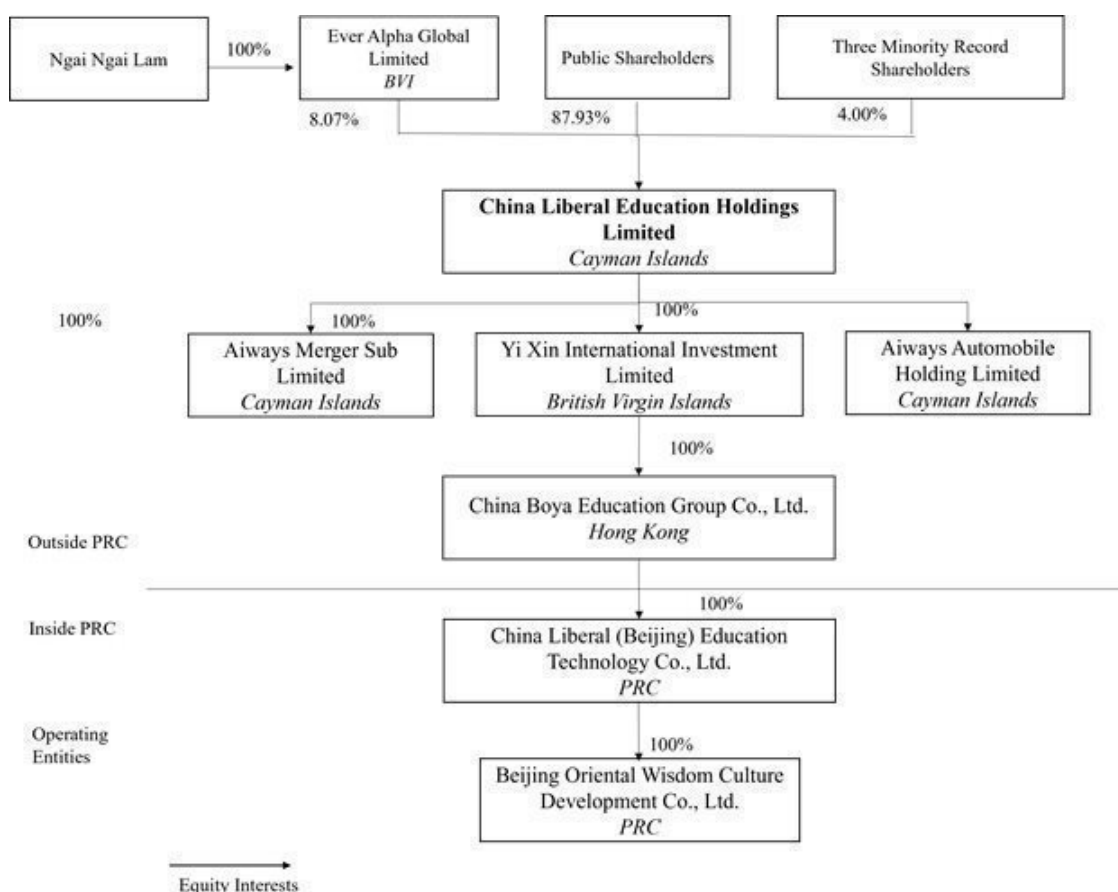 Ngai Ngai Lam
100%
Ever Alpha Global
Limited
BVI
Public Shareholders
Three Minority Record
Shareholders
8.07%
87.93%
4.00%
China Liberal Education Holdings
Limited
Cayman Islands
100%
100%
100%
Aiways Merger Sub
Limited
Cayman Islands
Yi Xin International Investment
Limited
British Virgin Islands
Aiways Automobile
Holding Limited
Cayman Islands
100%
China Boya Education Group Co., Ltd.
Hong Kong
Outside PRC
Inside PRC
100%
China Liberal (Beijing) Education
Technology Co., Ltd.
PRC
Operating
Entities
100%
Beijing Oriental Wisdom Culture
Development Co., Ltd.
PRC
Equity Interests